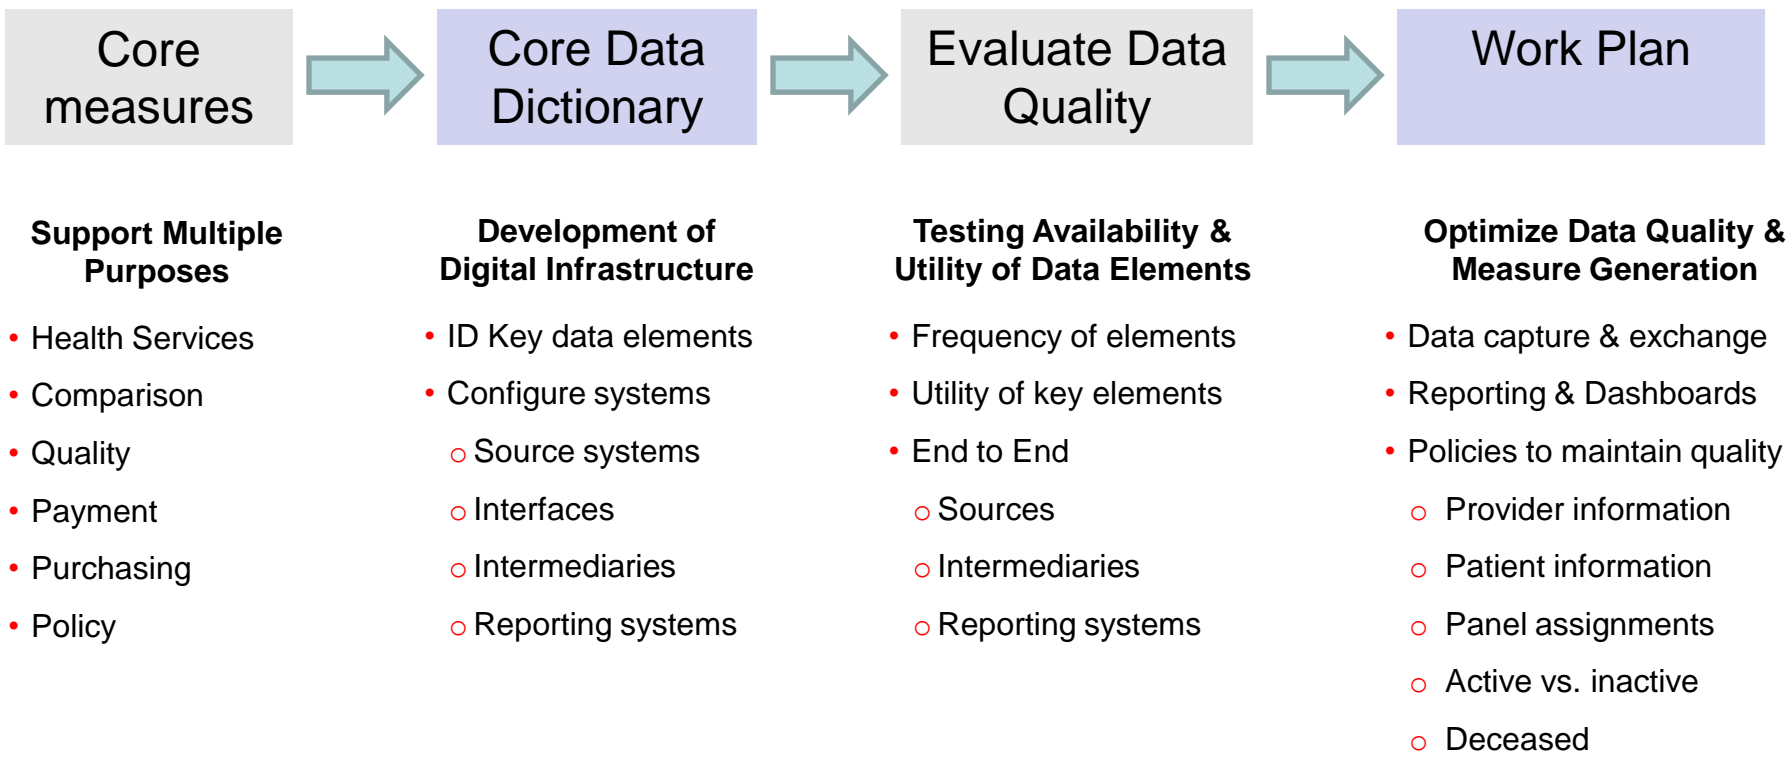 Core
measures
Core Data
Dictionary
Evaluate Data
Quality
Work Plan
Support Multiple
Purposes
• Health Services
• Comparison
• Quality
• Payment
• Purchasing
• Policy
Development of
Digital Infrastructure
• ID Key data elements
• Configure systems
o Source systems
o Interfaces
o Intermediaries
o Reporting systems
Testing Availability &
Utility of Data Elements
• Frequency of elements
• Utility of key elements
• End to End
o Sources
o Intermediaries
o Reporting systems
Optimize Data Quality &
Measure Generation
• Data capture & exchange
• Reporting & Dashboards
• Policies to maintain quality
o Provider information
o Patient information
o Panel assignments
o Active vs. inactive
o Deceased